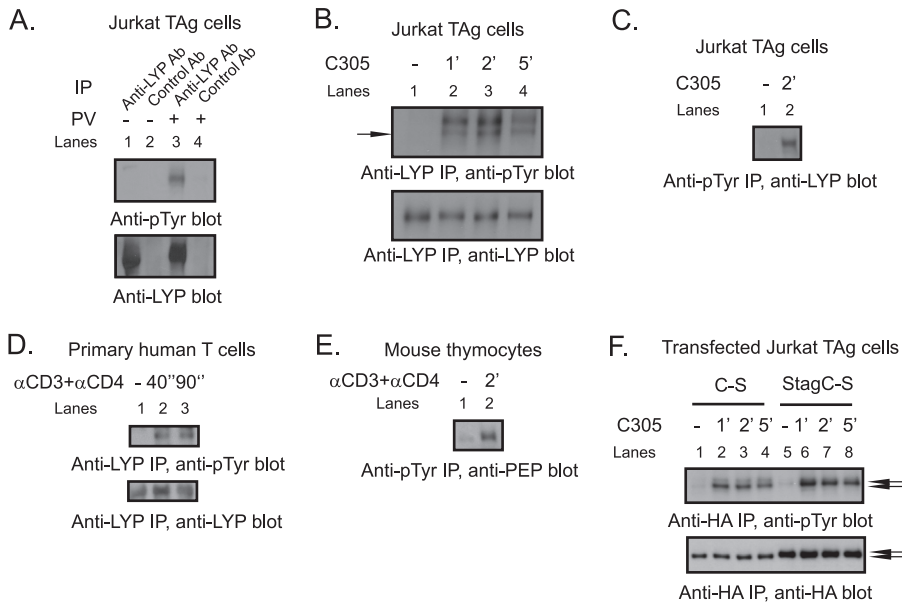 A.
Jurkat TAg cells
IP
Anti-LYP Ab
Control Ab
Anti-LYP Ab
Control Ab
PV - - + +
Lanes 1 2 3 4
Anti-pTyr blot
Anti-LYP blot
B.
Jurkat TAg cells
C305 - 1' 2' 5'
Lanes 1 2 3 4
Anti-LYP IP, anti-pTyr blot
Anti-LYP IP, anti-LYP blot
C.
Jurkat TAg cells
C305 - 2'
Lanes 1 2
Anti-pTyr IP, anti-LYP blot
D.
Primary human T cells
αCD3+αCD4 - 40'' 90''
Lanes 1 2 3
Anti-LYP IP, anti-pTyr blot
Anti-LYP IP, anti-LYP blot
E.
Mouse thymocytes
αCD3+αCD4 - 2'
Lanes 1 2
Anti-pTyr IP, anti-PEP blot
F.
Transfected Jurkat TAg cells
C-S StagC-S
C305 - 1' 2' 5' - 1' 2' 5'
Lanes 1 2 3 4 5 6 7 8
Anti-HA IP, anti-pTyr blot
Anti-HA IP, anti-HA blot